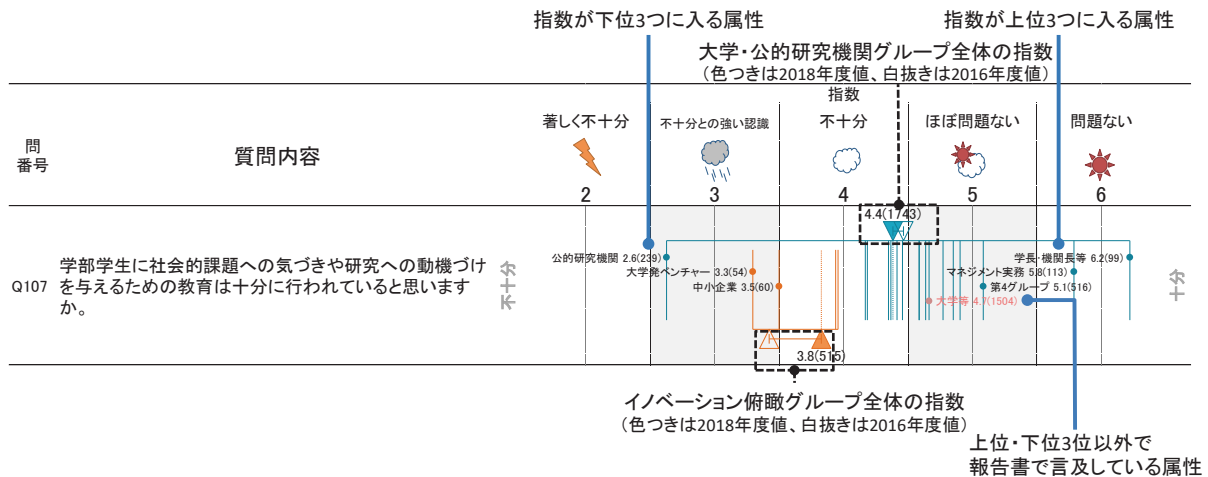 指数が下位3つに入る属性
指数が上位3つに入る属性
大学・公的研究機関グループ全体の指数
（色つきは2018年度値、白抜きは2016年度値）
指数
問
番号
質問内容
著しく不十分
不十分との強い認識
不十分
ほぼ問題ない
問題ない
2
3
4
5
6
4.4(1743)
Q107
学部学生に社会的課題への気づきや研究への動機づけ
を与えるための教育は十分に行われていると思います
か。
不十分
十分
公的研究機関 2.6(239)
大学発ベンチャー 3.3(54)
中小企業 3.5(60)
学長・機関長等 6.2(99)
マネジメント実務 5.8(113)
第4グループ 5.1(516)
大学等 4.7(1504)
3.8(515)
イノベーション俯瞰グループ全体の指数
（色つきは2018年度値、白抜きは2016年度値）
上位・下位3位以外で
報告書で言及している属性